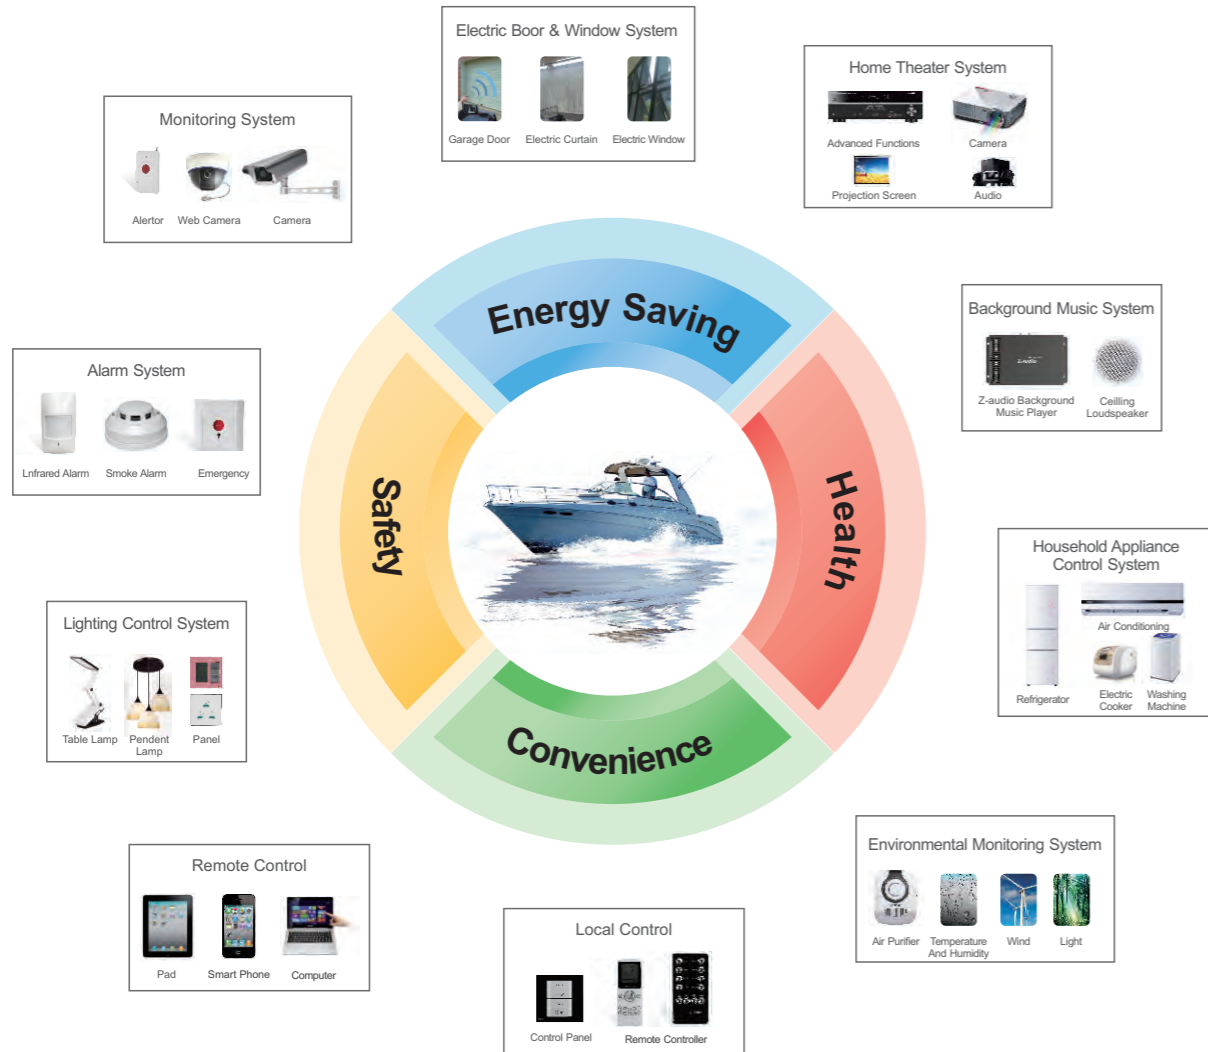 Electric Boor & Window System
Garage Door
Electric Curtain
Electric Window
Home Theater System
Advanced Functions
Camera
Projection Screen
Audio
Monitoring System
Alertor
Web Camera
Camera
Energy Saving
Health
Convenience
Safety
Background Music System
Z-audio Background
Music Player
Ceilling
Loudspeaker
Alarm System
Lnfrared Alarm
Smoke Alarm
Emergency
Household Appliance
Control System
Air Conditioning
Refrigerator
Electric
Cooker
Washing
Machine
Lighting Control System
Table Lamp
Pendent
Lamp
Panel
Environmental Monitoring System
Air Purifier
Temperature
And Humidity
Wind
Light
Remote Control
Pad
Smart Phone
Computer
Local Control
Control Panel
Remote Controller